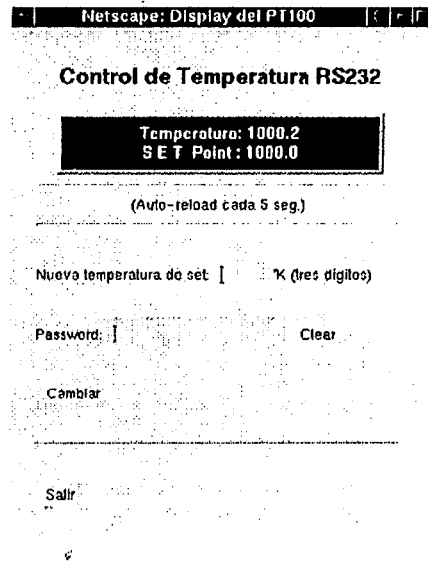 Netscape: Display del PT100
Control de Temperatura RS232
Temperatura: 1000.2
SET Point: 1000.0
(Auto-reload cada 5 seg.)
Nueva temperatura de set: °K (tres digitos)
Password: Clear
Cambiar
Salir